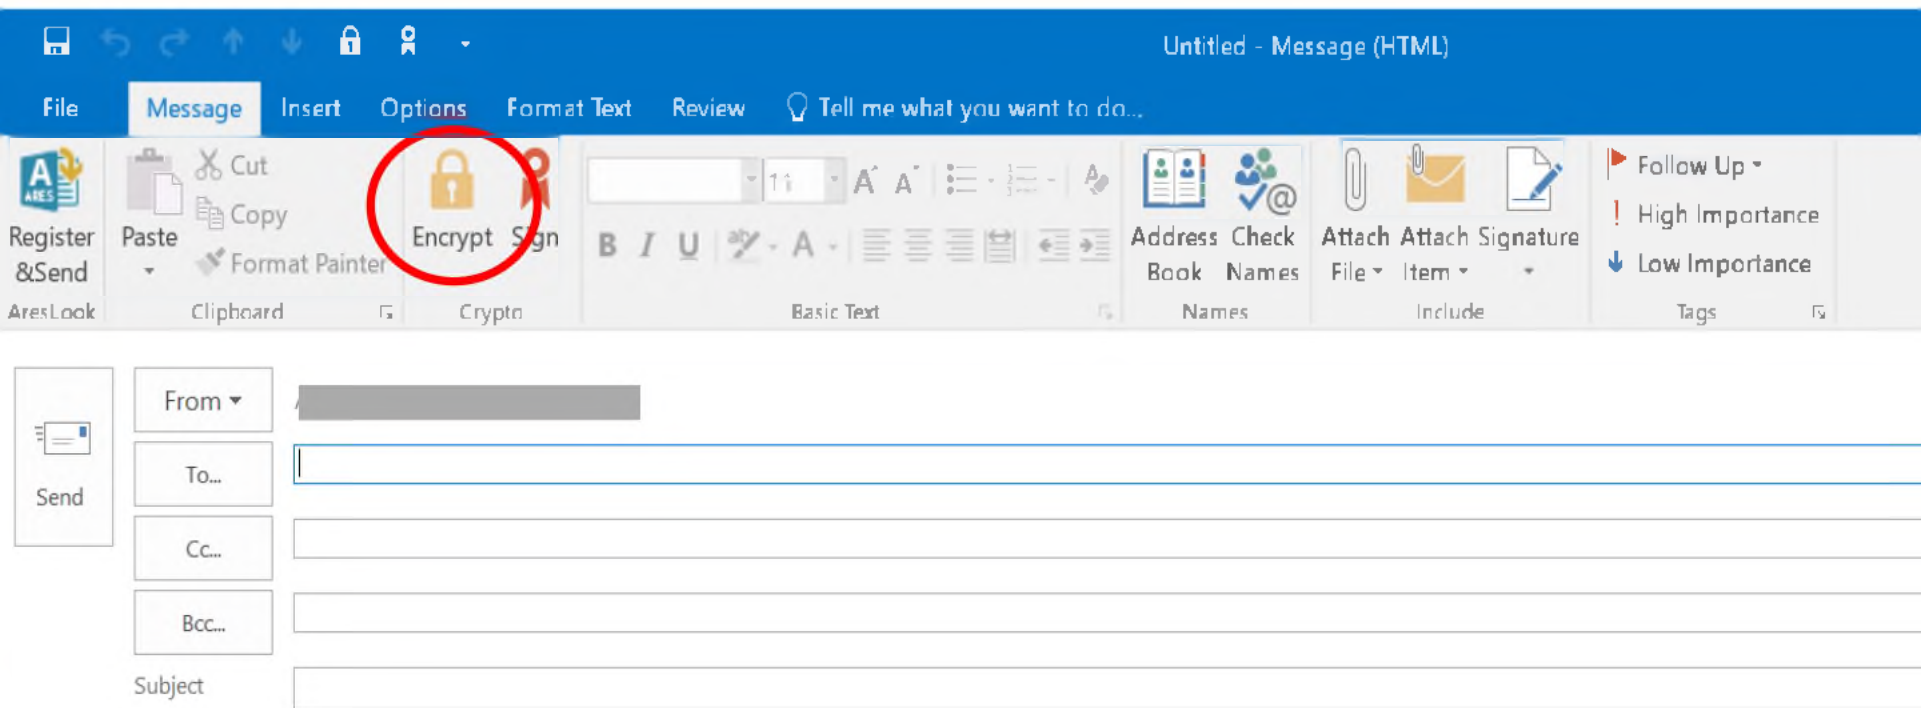 Untitled - Message (HTML)
File Message Insert Options Format Text Review Tell me what you want to do...
ARES
Register &Send
AresLook
Paste
Cut
Copy
Format Painter
Clipboard
Encrypt Sign
Crypto
11 A A
B I U A
Basic Text
Address Book
Check Names
Names
Attach File
Attach Item
Signature
Include
Follow Up
High Importance
Low Importance
Tags
Send
From
To...
Cc...
Bcc...
Subject